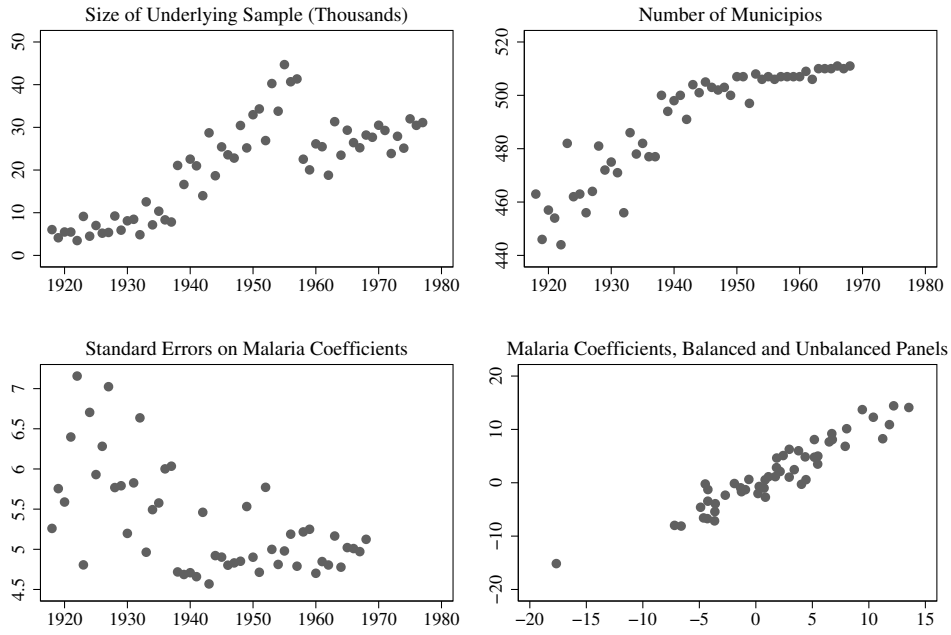 Size of Underlying Sample (Thousands)
50
40
30
20
10
0
1920 1930 1940 1950 1960 1970 1980
Number of Municipios
520
500
480
460
440
1920 1930 1940 1950 1960 1970 1980
Standard Errors on Malaria Coefficients
7
6.5
6
5.5
5
4.5
1920 1930 1940 1950 1960 1970 1980
Malaria Coefficients, Balanced and Unbalanced Panels
20
10
0
−10
−20
−20 −15 −10 −5 0 5 10 15